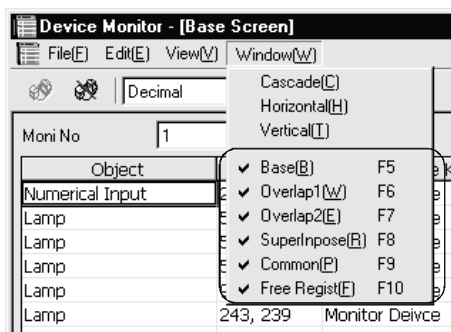 Device Monitor - [Base Screen]
File(F) Edit(E) View(V) Window(W)
Decimal
Cascade(C)
Horizontal(H)
Vertical(T)
Moni No 1
Object
Base(B) F5
Overlap1(W) F6
Overlap2(E) F7
SuperInpose(R) F8
Common(P) F9
Free Regist(F) F10
Numerical Input
Lamp
Lamp
Lamp
Lamp
Lamp 243, 239 Monitor Deivce